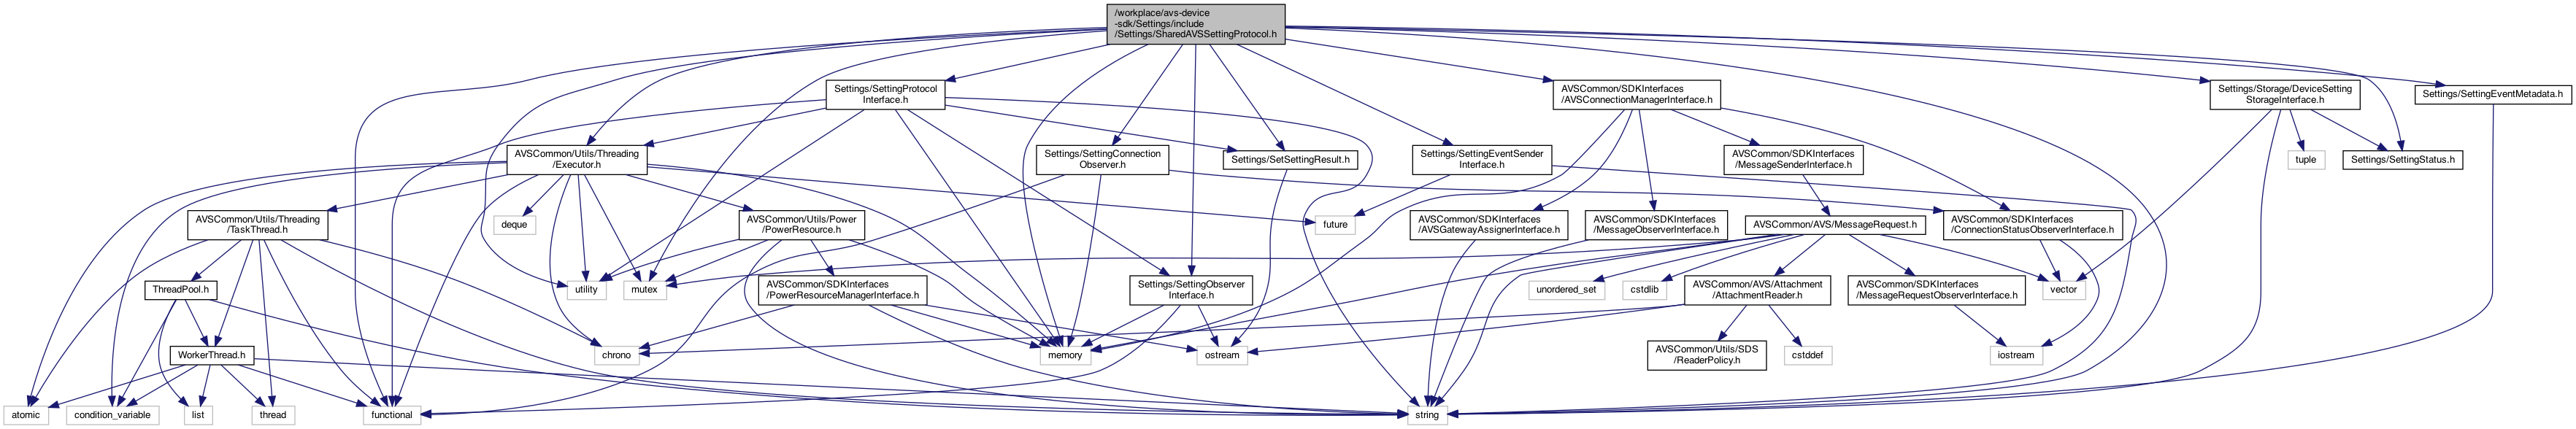 /workplace/avs-device
-sdk/Settings/include
/Settings/SharedAVSSettingProtocol.h
Settings/SettingProtocol
Interface.h
AVSCommon/SDKInterfaces
/AVSConnectionManagerInterface.h
Settings/Storage/DeviceSetting
StorageInterface.h
Settings/SettingEventMetadata.h
AVSCommon/Utils/Threading
/Executor.h
Settings/SettingConnection
Observer.h
Settings/SetSettingResult.h
Settings/SettingEventSender
Interface.h
AVSCommon/SDKInterfaces
/MessageSenderInterface.h
tuple
Settings/SettingStatus.h
AVSCommon/Utils/Threading
/TaskThread.h
deque
AVSCommon/Utils/Power
/PowerResource.h
future
AVSCommon/SDKInterfaces
/AVSGatewayAssignerInterface.h
AVSCommon/SDKInterfaces
/MessageObserverInterface.h
AVSCommon/AVS/MessageRequest.h
AVSCommon/SDKInterfaces
/ConnectionStatusObserverInterface.h
ThreadPool.h
utility
mutex
AVSCommon/SDKInterfaces
/PowerResourceManagerInterface.h
Settings/SettingObserver
Interface.h
unordered_set
cstdlib
AVSCommon/AVS/Attachment
/AttachmentReader.h
AVSCommon/SDKInterfaces
/MessageRequestObserverInterface.h
vector
WorkerThread.h
chrono
memory
ostream
AVSCommon/Utils/SDS
/ReaderPolicy.h
cstddef
iostream
atomic
condition_variable
list
thread
functional
string